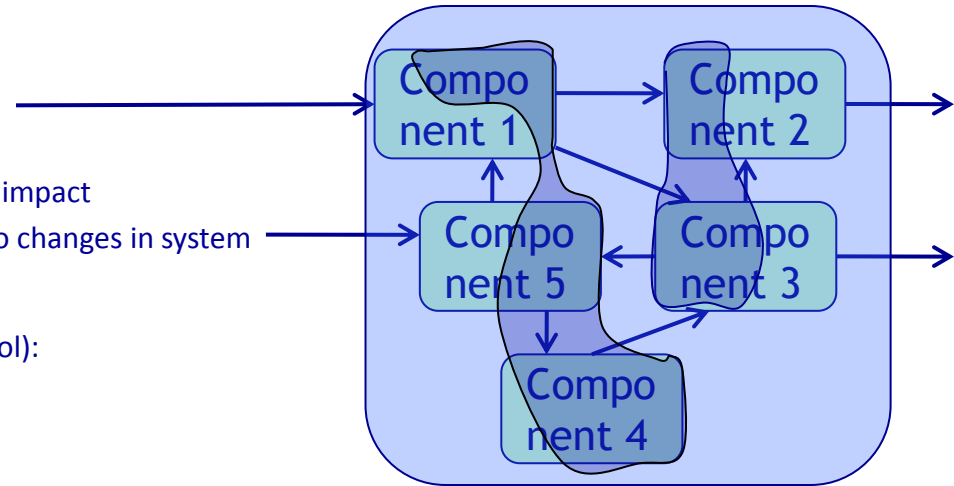 impact
o changes in system
ol):
Compo
nent 1
Compo
nent 2
Compo
nent 5
Compo
nent 3
Compo
nent 4